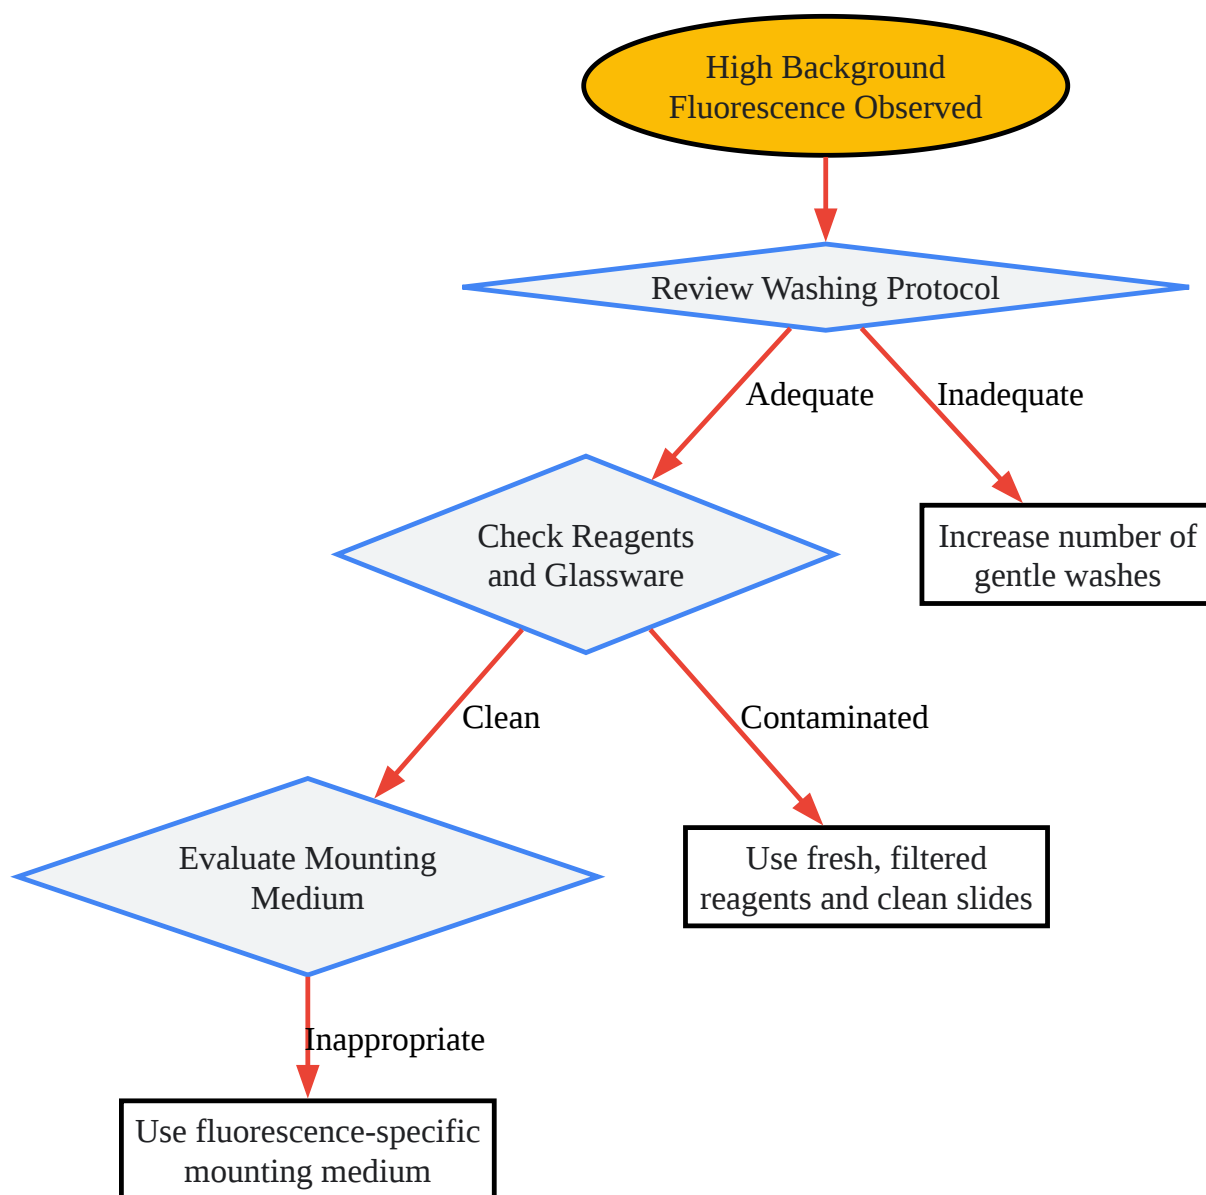 High Background
Fluorescence Observed
Review Washing Protocol
Adequate
Inadequate
Check Reagents
and Glassware
Increase number of
gentle washes
Clean
Contaminated
Evaluate Mounting
Medium
Use fresh, filtered
reagents and clean slides
Inappropriate
Use fluorescence-specific
mounting medium